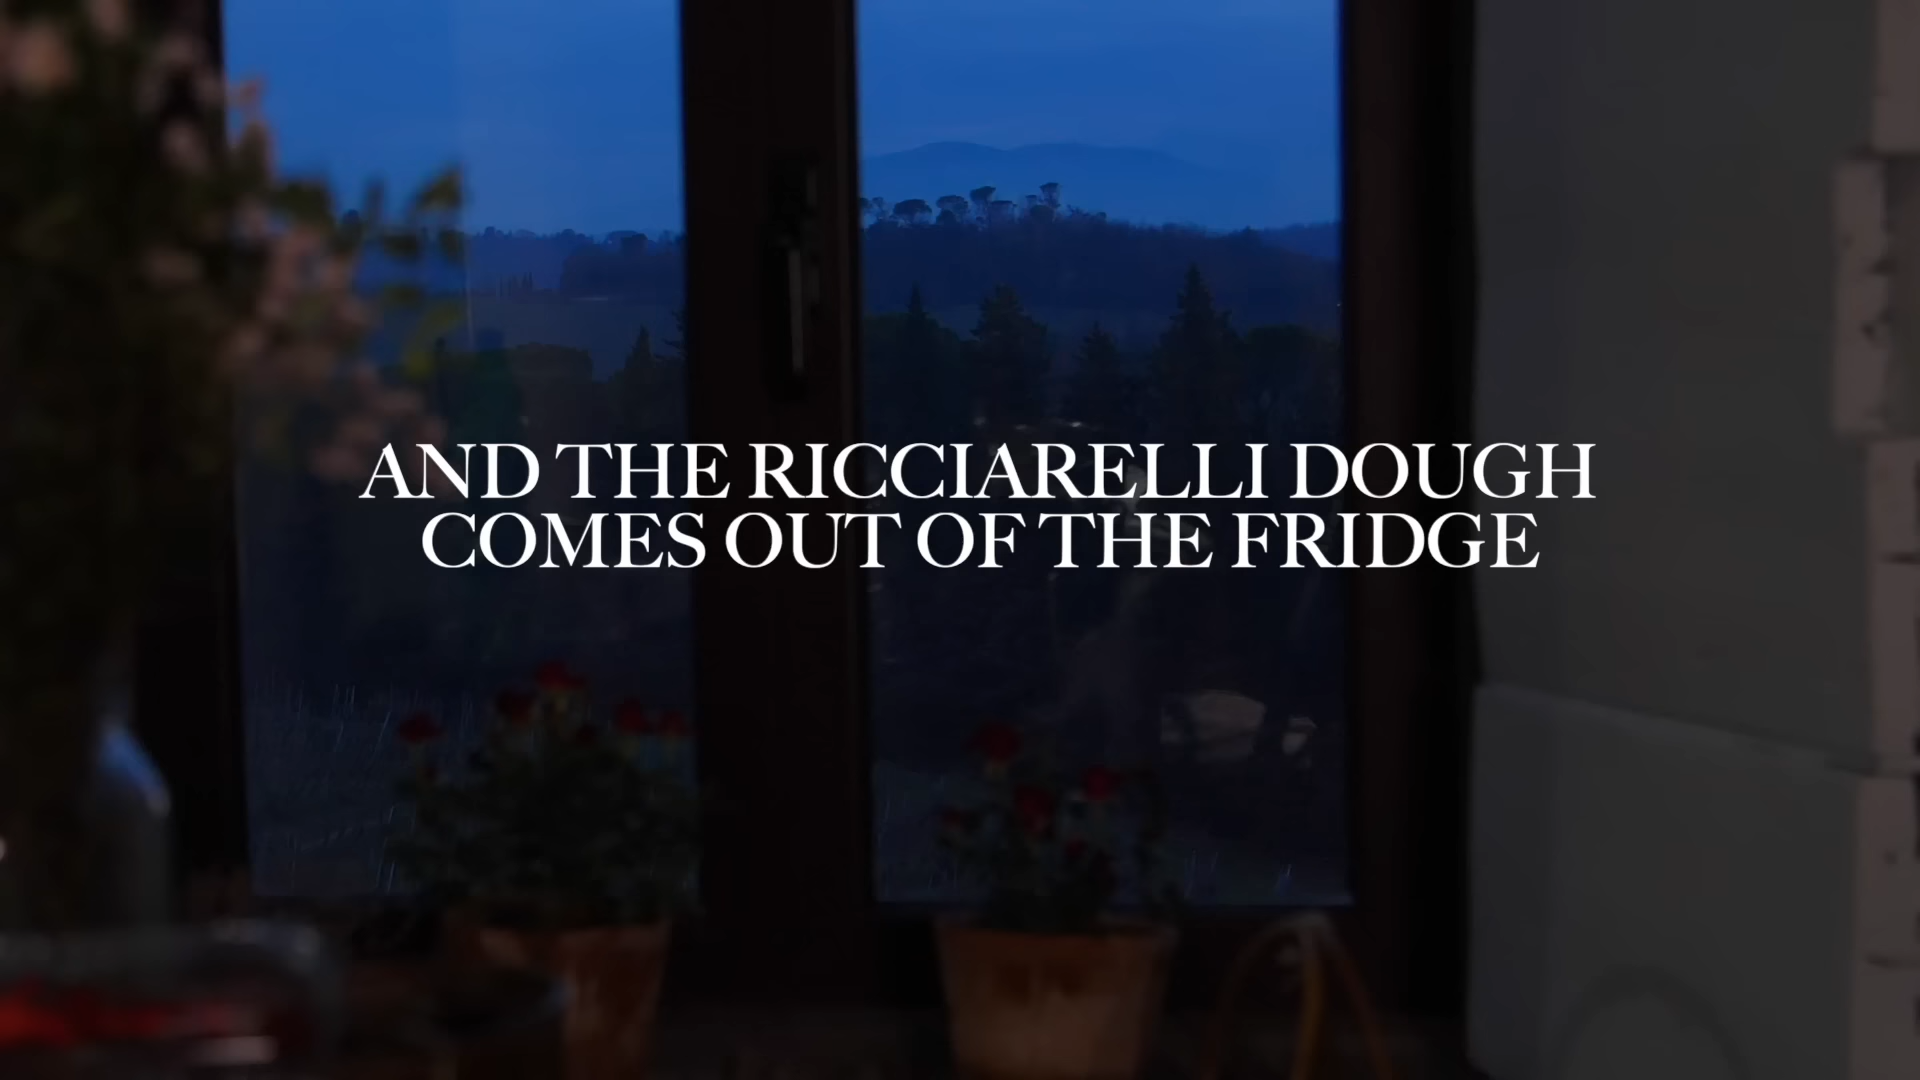 AND THE RICCIARELLI DOUGH
COMES OUT OF THE FRIDGE